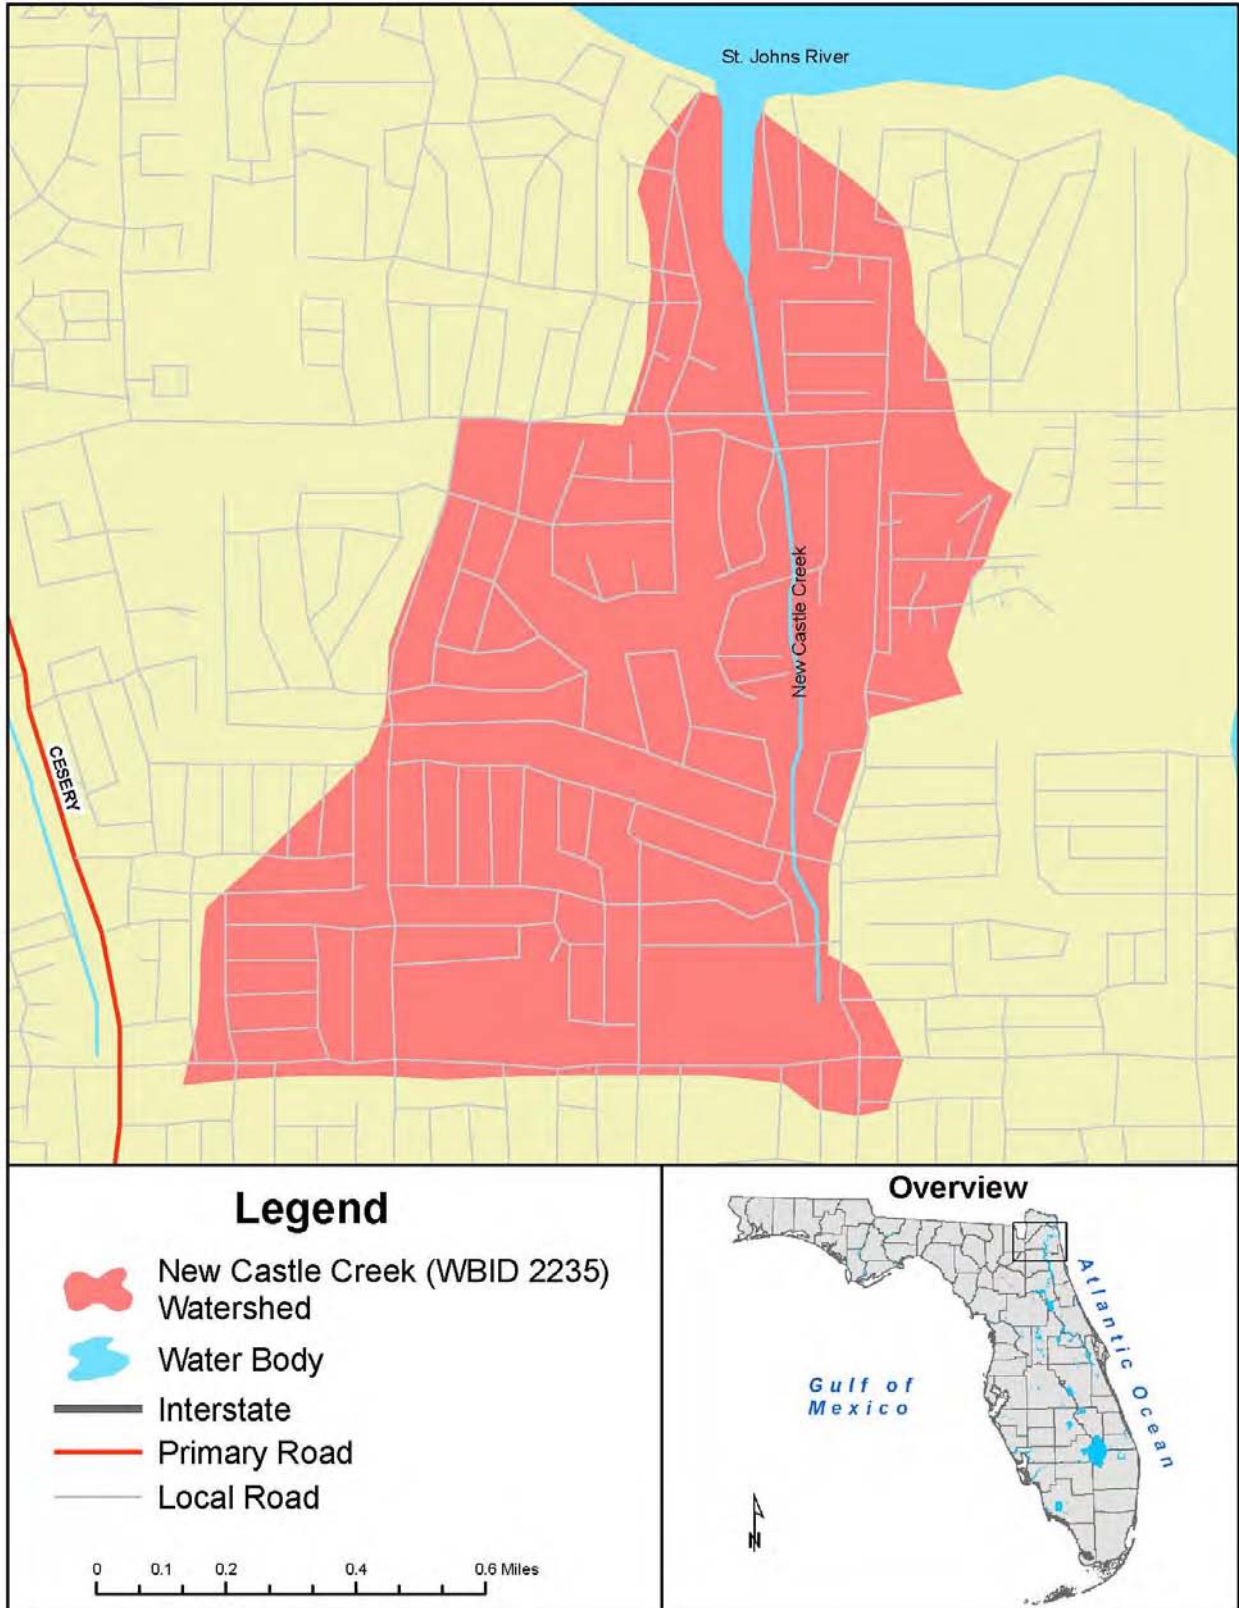 St. Johns River
New Castle Creek
CESERY
Legend
New Castle Creek (WBID 2235)
Watershed
Water Body
Interstate
Primary Road
Local Road
0 0.1 0.2 0.4 0.6 Miles
Overview
Atlantic Ocean
Gulf of
Mexico
N